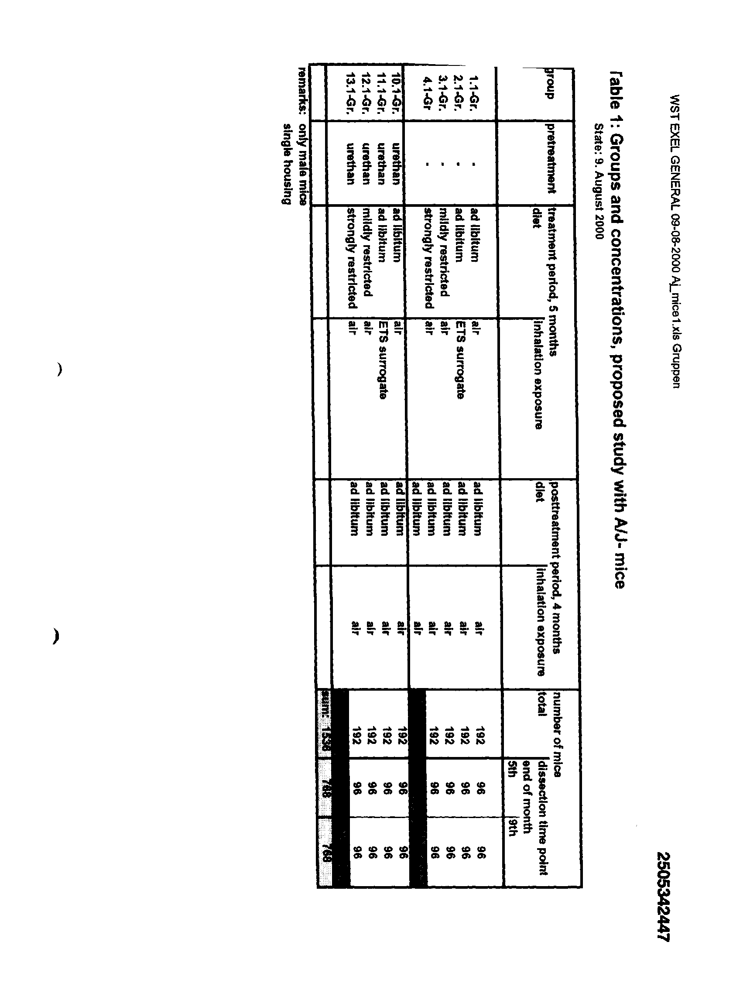 WST EXEL GENERAL 09-08-2000 Aj_mice1.xls Gruppen
2505342447
Table 1: Groups and concentrations, proposed study with A/J- mice
State: 9. August 2000
group pretreatment treatment period, 5 months posttreatment period, 4 months number of mice dissection time point
diet inhalation exposure diet inhalation exposure total end of month
5th 9th
1.1-Gr. - ad libitum air ad libitum air 192 96 96
2.1-Gr. - ad libitum ETS surrogate ad libitum air 192 96 96
3.1-Gr. - mildly restricted air ad libitum air 192 96 96
4.1-Gr - strongly restricted air ad libitum air 192 96 96
ad libitum air
10.1-Gr. urethan ad libitum air ad libitum air 192 96 96
11.1-Gr. urethan ad libitum ETS surrogate ad libitum air 192 96 96
12.1-Gr. urethan mildly restricted air ad libitum air 192 96 96
13.1-Gr. urethan strongly restricted air ad libitum air 192 96 96
sum: 1536 768 768
remarks: only male mice
single housing